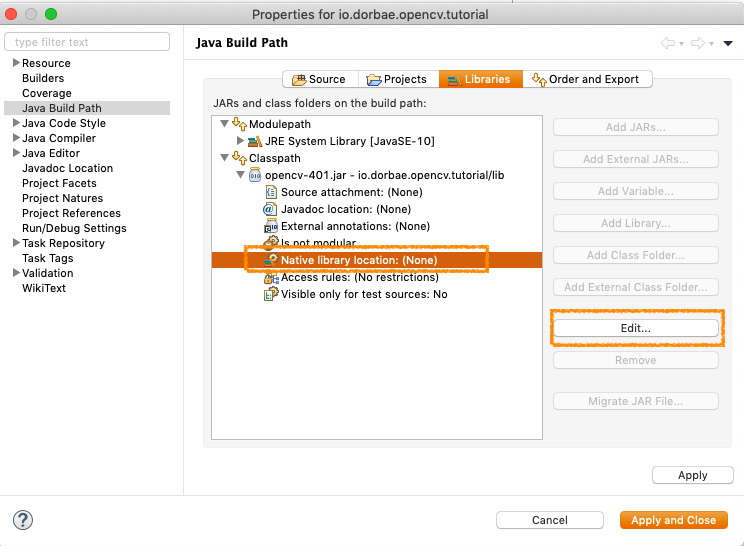 Properties for io.dorbae.opencv.tutorial
type filter text
Resource
Builders
Coverage
Java Build Path
Java Code Style
Java Compiler
Java Editor
Javadoc Location
Project Facets
Project Natures
Project References
Run/Debug Settings
Task Repository
Task Tags
Validation
WikiText
Java Build Path
Source
Projects
Libraries
Order and Export
JARs and class folders on the build path:
Modulepath
JRE System Library [JavaSE-10]
Classpath
opencv-401.jar - io.dorbae.opencv.tutorial/lib
Source attachment: (None)
Javadoc location: (None)
External annotations: (None)
Is not modular
Native library location: (None)
Access rules: (No restrictions)
Visible only for test sources: No
Add JARs...
Add External JARs...
Add Variable...
Add Library...
Add Class Folder...
Add External Class Folder...
Edit...
Remove
Migrate JAR File...
Apply
?
Cancel
Apply and Close